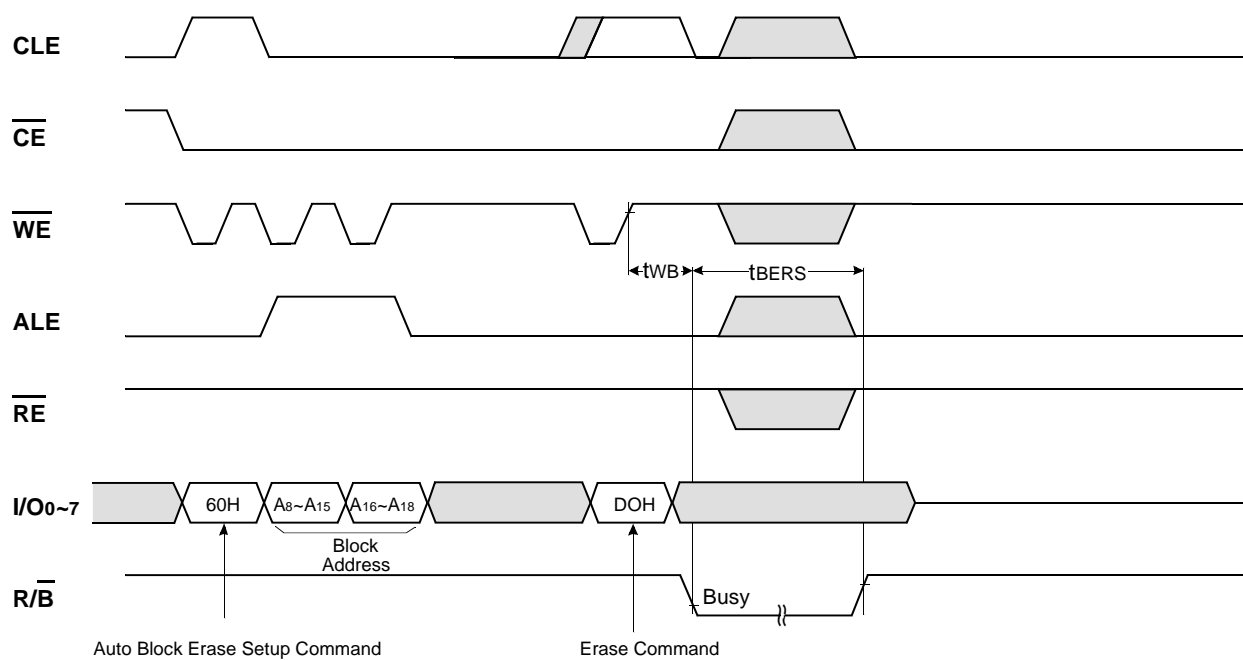 CLE
CE
WE
tWB
tBERS
ALE
RE
I/O0~7
60H
A8~A15
A16~A18
DOH
Block
Address
R/B
Busy
Auto Block Erase Setup Command
Erase Command